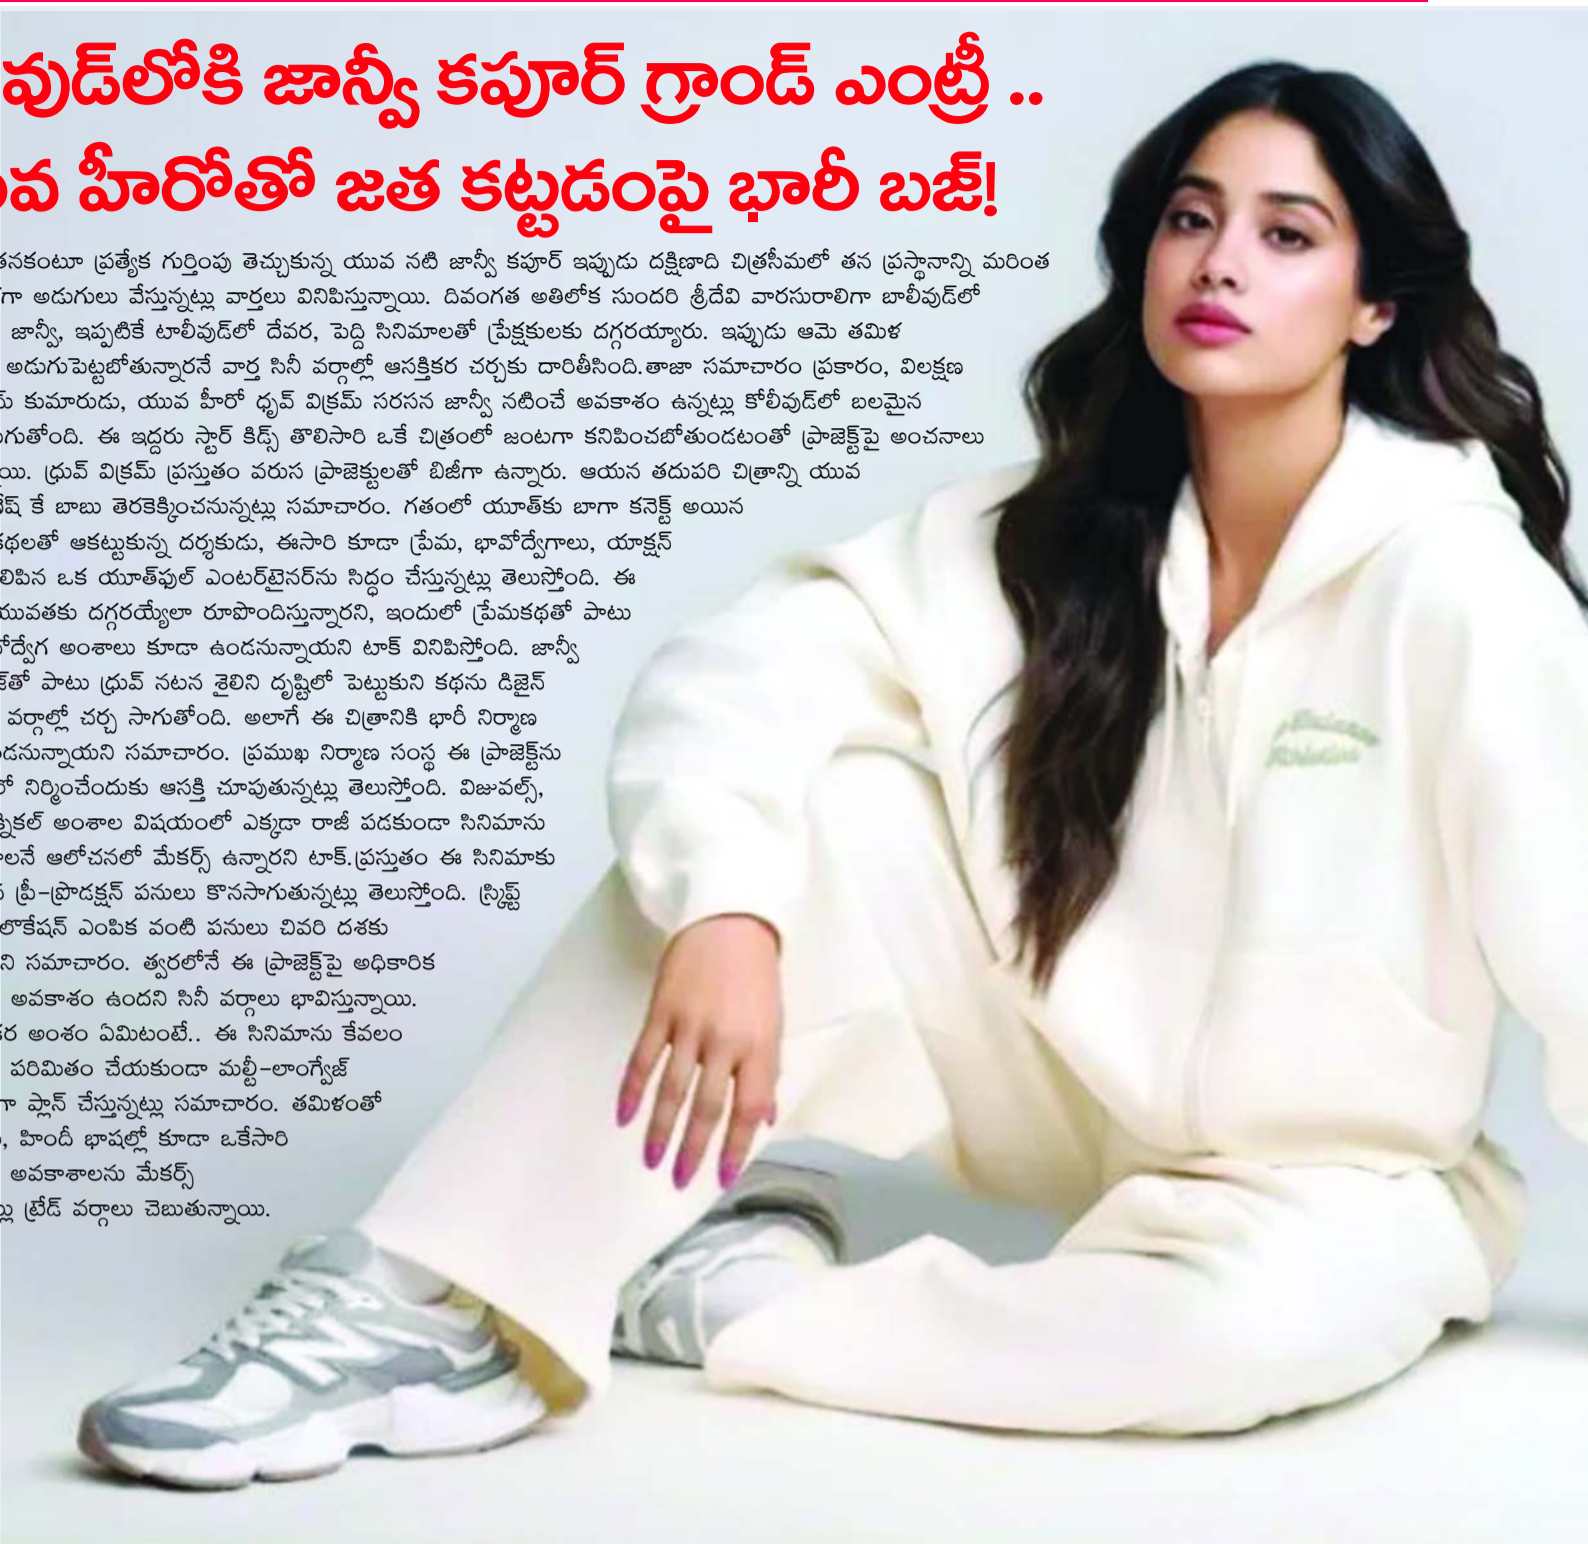 వుడ్‌లోకి జాన్వీ కపూర్ గ్రాండ్ ఎంట్రీ ..
వ హీరోతో జత కట్టడంపై భారీ బజ్!
తనకంటూ ప్రత్యేక గుర్తింపు తెచ్చుకున్న యువ నటి జాన్వీ కపూర్ ఇప్పుడు దక్షిణాది చిత్రసీమలో తన ప్రస్థానాన్ని మరింత
గా అడుగులు వేస్తున్నట్లు వార్తలు వినిపిస్తున్నాయి. దివంగత అతిలోక సుందరి శ్రీదేవి వారసురాలిగా బాలీవుడ్‌లో
జాన్వీ, ఇప్పటికే టాలీవుడ్‌లో దేవర, పెద్ది సినిమాలతో ప్రేక్షకులకు దగ్గరయ్యారు. ఇప్పుడు ఆమె తమిళ
అడుగుపెట్టబోతున్నారనే వార్త సినీ వర్గాల్లో ఆసక్తికర చర్చకు దారితీసింది.తాజా సమాచారం ప్రకారం, విలక్షణ
కుమారుడు, యువ హీరో ధృవ్ విక్రమ్ సరసన జాన్వీ నటించే అవకాశం ఉన్నట్లు కోలీవుడ్‌లో బలమైన
గుతోంది. ఈ ఇద్దరు స్టార్ కిడ్స్ తొలిసారి ఒకే చిత్రంలో జంటగా కనిపించబోతుండటంతో ప్రాజెక్ట్‌పై అంచనాలు
యి. ధ్రువ్ విక్రమ్ ప్రస్తుతం వరుస ప్రాజెక్టులతో బిజీగా ఉన్నారు. ఆయన తదుపరి చిత్రాన్ని యువ
ష్ కే బాబు తెరకెక్కించనున్నట్లు సమాచారం. గతంలో యూత్‌కు బాగా కనెక్ట్ అయిన
కథలతో ఆకట్టుకున్న దర్శకుడు, ఈసారి కూడా ప్రేమ, భావోద్వేగాలు, యాక్షన్
లిపిన ఒక యూత్‌ఫుల్ ఎంటర్‌టైనర్‌ను సిద్ధం చేస్తున్నట్లు తెలుస్తోంది. ఈ
యువతకు దగ్గరయ్యేలా రూపొందిస్తున్నారని, ఇందులో ప్రేమకథతో పాటు
ోద్వేగ అంశాలు కూడా ఉండనున్నాయని టాక్ వినిపిస్తోంది. జాన్వీ
జ్‌తో పాటు ధ్రువ్ నటన శైలిని దృష్టిలో పెట్టుకుని కథను డిజైన్
వర్గాల్లో చర్చ సాగుతోంది. అలాగే ఈ చిత్రానికి భారీ నిర్మాణ
డనున్నాయని సమాచారం. ప్రముఖ నిర్మాణ సంస్థ ఈ ప్రాజెక్ట్‌ను
లో నిర్మించేందుకు ఆసక్తి చూపుతున్నట్లు తెలుస్తోంది. విజువల్స్,
క్నికల్ అంశాల విషయంలో ఎక్కడా రాజీ పడకుండా సినిమాను
ాలనే ఆలోచనలో మేకర్స్ ఉన్నారని టాక్.ప్రస్తుతం ఈ సినిమాకు
ప్రీ-ప్రొడక్షన్ పనులు కొనసాగుతున్నట్లు తెలుస్తోంది. స్క్రిప్ట్
లొకేషన్ ఎంపిక వంటి పనులు చివరి దశకు
ని సమాచారం. త్వరలోనే ఈ ప్రాజెక్ట్‌పై అధికారిక
అవకాశం ఉందని సినీ వర్గాలు భావిస్తున్నాయి.
కర అంశం ఏమిటంటే.. ఈ సినిమాను కేవలం
పరిమితం చేయకుండా మల్టీ-లాంగ్వేజ్
గా ప్లాన్ చేస్తున్నట్లు సమాచారం. తమిళంతో
, హిందీ భాషల్లో కూడా ఒకేసారి
అవకాశాలను మేకర్స్
్లు ట్రేడ్ వర్గాలు చెబుతున్నాయి.
N